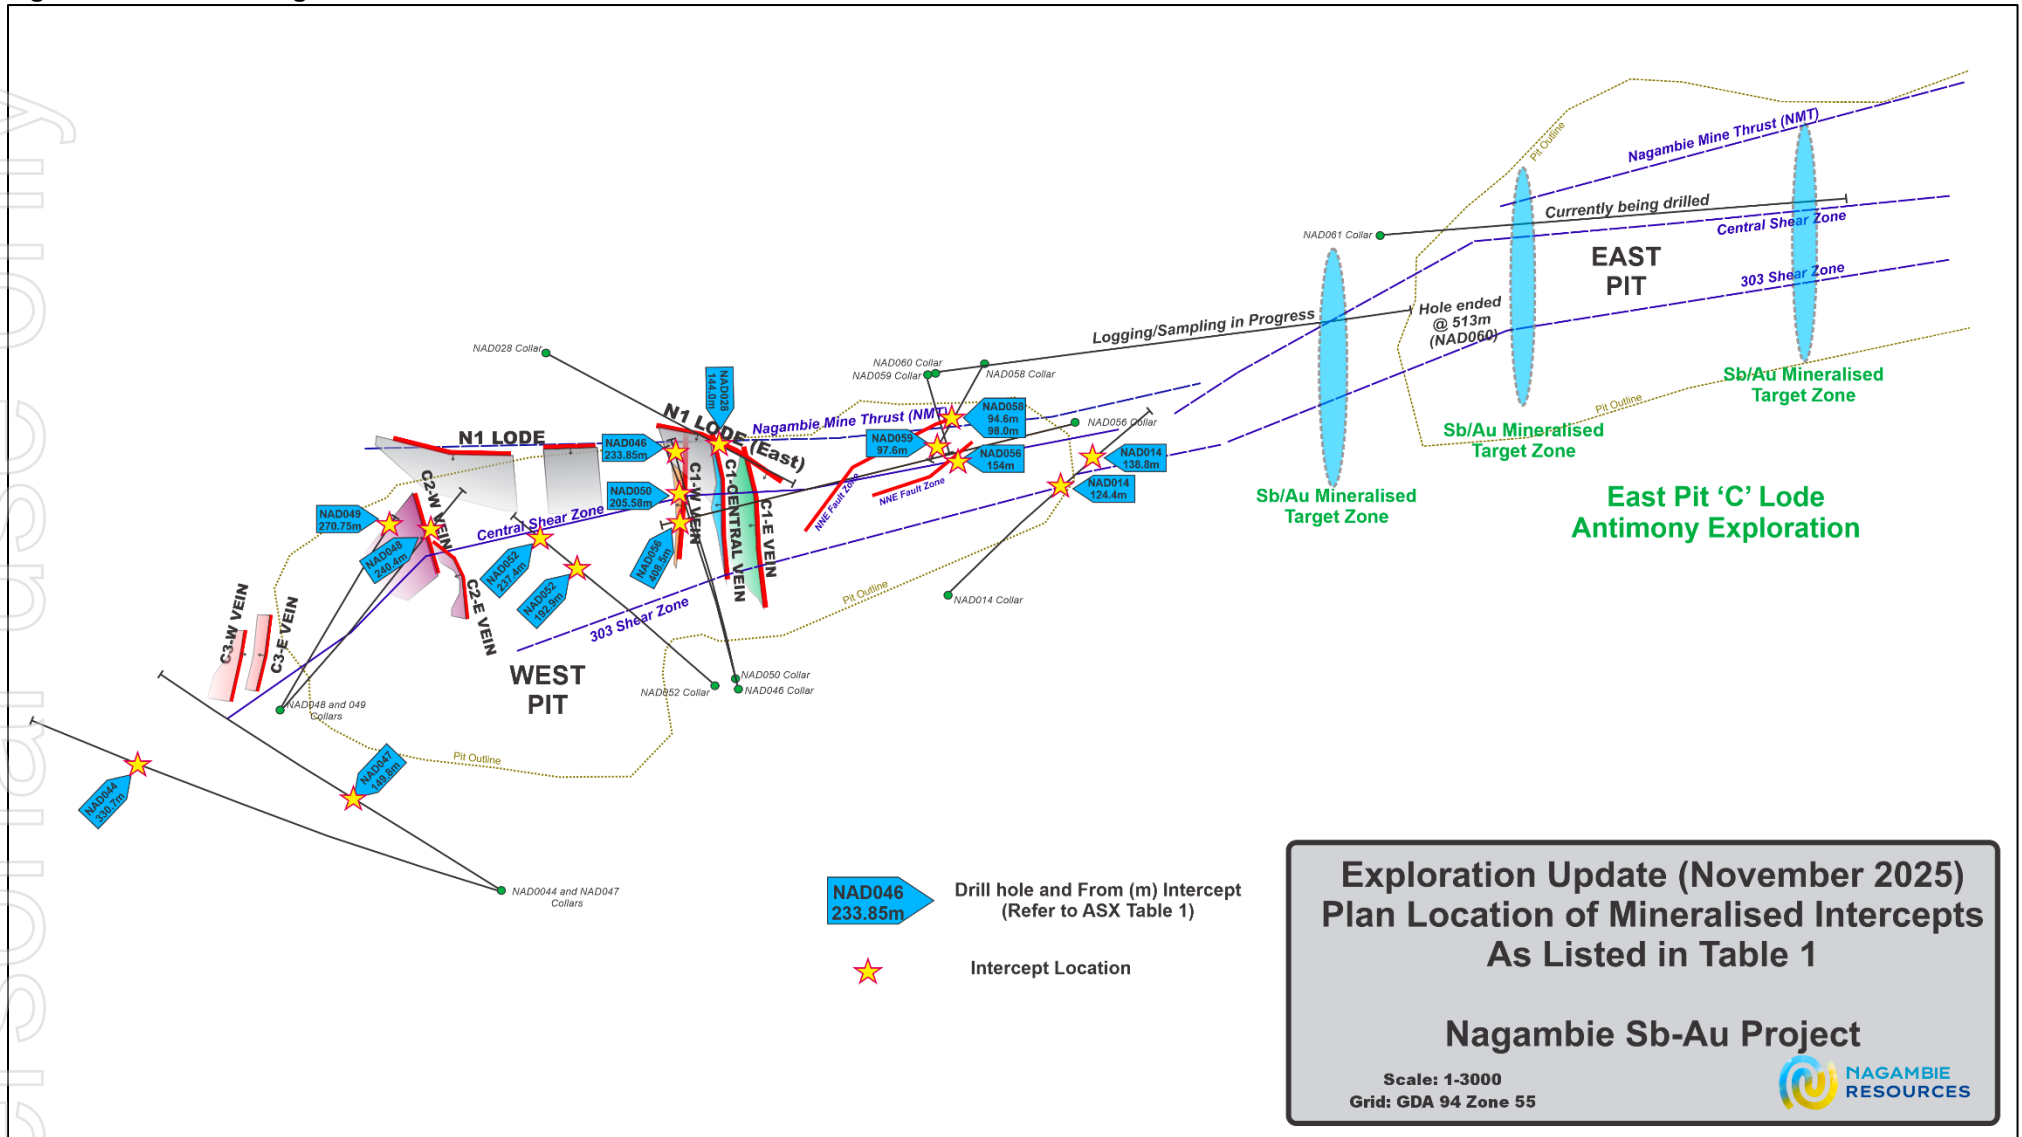 Nagambie Mine Thrust (NMT)
Pit Outline
Currently being drilled
Central Shear Zone
NAD061 Collar
EAST
PIT
303 Shear Zone
Hole ended
@ 513m
(NAD060)
Logging/Sampling in Progress
NAD028 Collar
NAD060 Collar
NAD059 Collar
NAD058 Collar
Sb/Au Mineralised
Target Zone
Pit Outline
Sb/Au Mineralised
Target Zone
Sb/Au Mineralised
Target Zone
East Pit ‘C’ Lode
Antimony Exploration
NAD028
144.0m
N1 LODE (East)
Nagambie Mine Thrust (NMT)
NAD058
94.6m
98.0m
NAD056 Collar
N1 LODE
NAD046
233.85m
NAD059
97.6m
NAD056
154m
NAD014
138.8m
NAD014
124.4m
NNE Fault Zone
NNE Fault Zone
C2-W VEIN
C1-W VEIN
C1-CENTRAL VEIN
C1-E VEIN
NAD050
205.58m
NAD049
270.75m
Central Shear Zone
NAD048
240.4m
NAD052
237.4m
NAD052
192.9m
NAD056
408.5m
C2-E VEIN
C3-W VEIN
C3-E VEIN
303 Shear Zone
Pit Outline
NAD014 Collar
WEST
PIT
NAD050 Collar
NAD052 Collar
NAD046 Collar
NAD048 and 049
Collars
Pit Outline
NAD047
149.8m
NAD044
330.7m
NAD0044 and NAD047
Collars
NAD046
233.85m
Drill hole and From (m) Intercept
(Refer to ASX Table 1)
Intercept Location
Exploration Update (November 2025)
Plan Location of Mineralised Intercepts
As Listed in Table 1
Nagambie Sb-Au Project
Scale: 1-3000
Grid: GDA 94 Zone 55
NAGAMBIE
RESOURCES